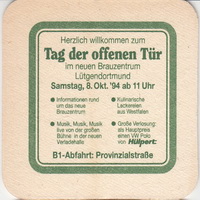 Herzlich willkommen zum
Tag der offenen Tür
im neuen Brauzentrum
Lütgendortmund
Samstag, 8. Okt. '94 ab 11 Uhr
● Informationen rund
um das neue
Brauzentrum
● Musik, Musik, Musik
live von der großen
Bühne in der neuen
Verladehalle
● Kulinarische
Leckereien
aus Westfalen
● Große Verlosung:
als Hauptpreis
einen VW Polo
von Hülpert:
B1-Abfahrt: Provinzialstraße